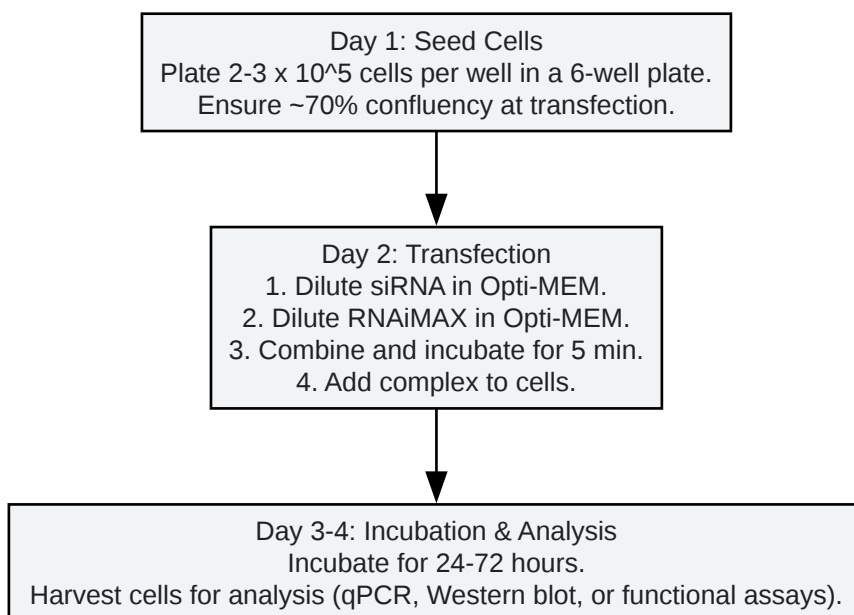 Day 1: Seed Cells
Plate 2-3 x 10^5 cells per well in a 6-well plate.
Ensure ~70% confluency at transfection.
Day 2: Transfection
1. Dilute siRNA in Opti-MEM.
2. Dilute RNAiMAX in Opti-MEM.
3. Combine and incubate for 5 min.
4. Add complex to cells.
Day 3-4: Incubation & Analysis
Incubate for 24-72 hours.
Harvest cells for analysis (qPCR, Western blot, or functional assays).